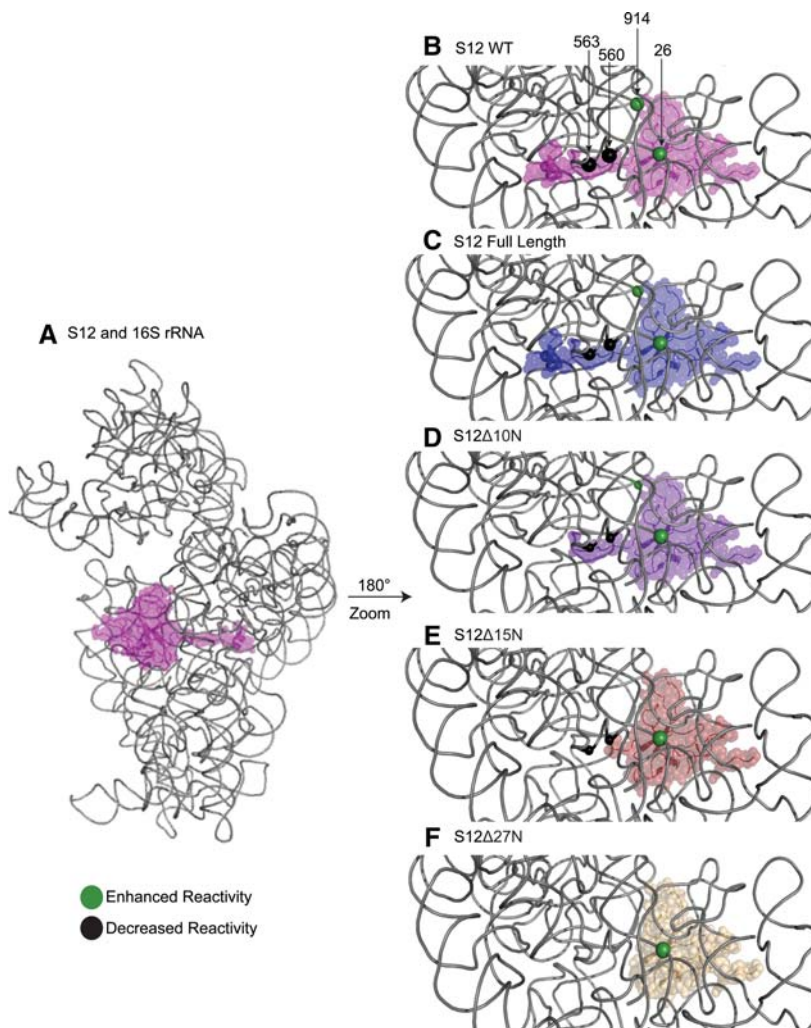 914
B S12 WT
563
560
26
C S12 Full Length
A S12 and 16S rRNA
D S12Δ10N
180°
Zoom
E S12Δ15N
F S12Δ27N
Enhanced Reactivity
Decreased Reactivity